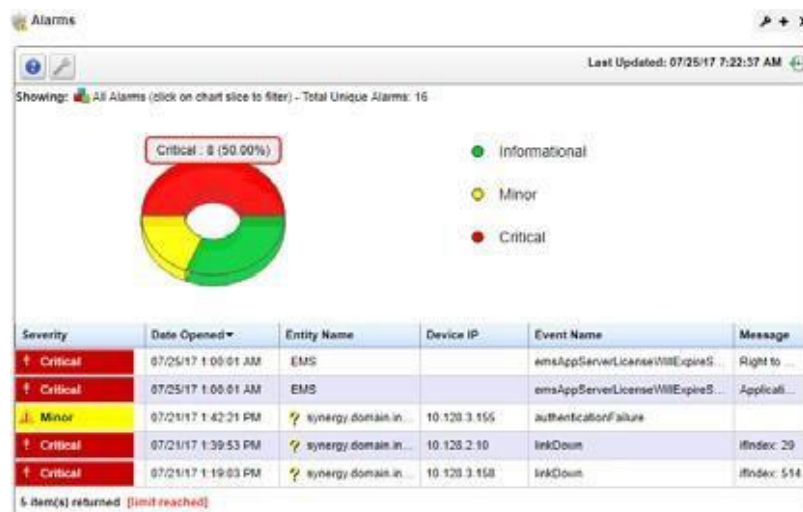 Alarms
Last Updated: 07/25/17 7:22:37 AM
Showing: All Alarms (click on chart slice to filter) - Total Unique Alarms: 16
Critical : 8 (50.00%)
Informational
Minor
Critical
Severity Date Opened Entity Name Device IP Event Name Message
Critical 07/25/17 1:00:01 AM EMS emsAppServerLicenseWillExpireS... Right to ...
Critical 07/25/17 1:00:01 AM EMS emsAppServerLicenseWillExpireS... Applicati...
Minor 07/21/17 1:42:21 PM synergy.domain.in... 10.128.3.155 authenticationFailure
Critical 07/21/17 1:39:53 PM synergy.domain.in... 10.128.2.10 linkDown ifIndex: 29
Critical 07/21/17 1:19:03 PM synergy.domain.in... 10.128.3.158 linkDown ifIndex: 514
5 item(s) returned [limit reached]